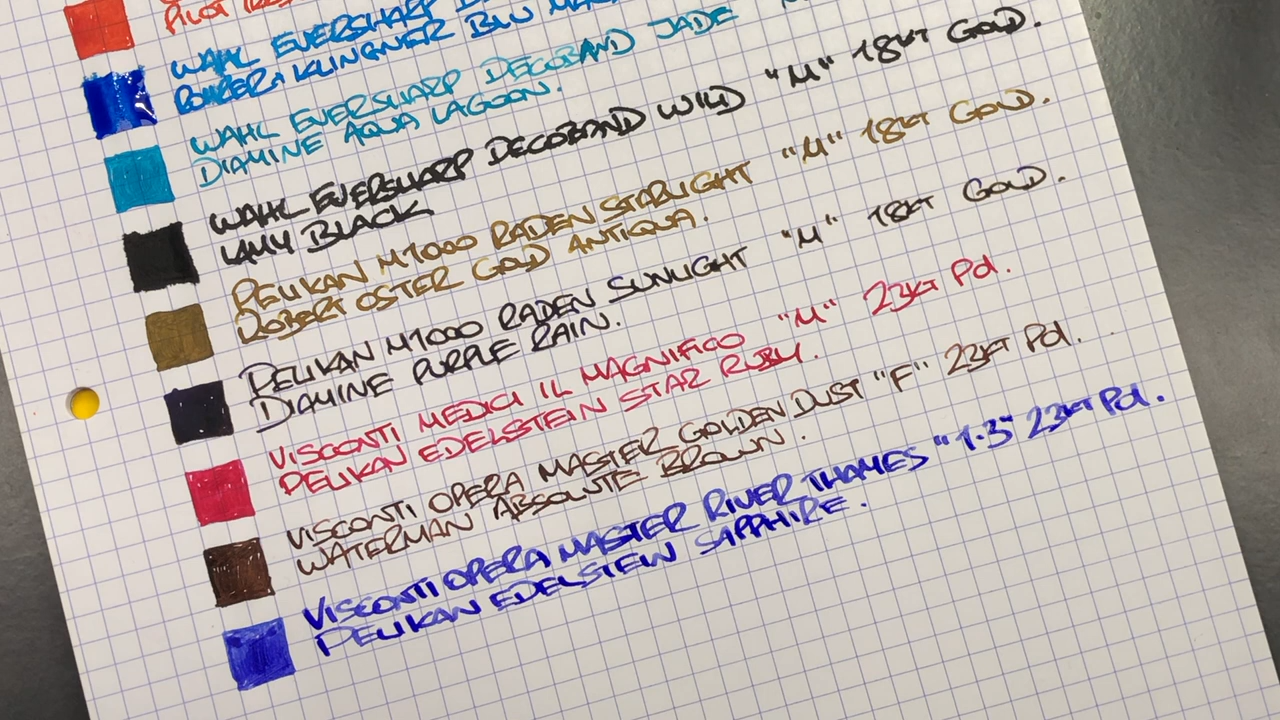 PILOT
WAHL EVERSHARP
ROHRER & KLINGNER BLU
WAHL EVERSHARP DECOBAND JADE
DIAMINE AQUA LAGOON.
WAHL EVERSHARP DECOBAND WILD "M" 18KT GOLD.
LAMY BLACK
PELIKAN M1000 RADEN STARLIGHT "M" 18KT GOLD.
ROBERT OSTER GOLD ANTIQUA.
PELIKAN M1000 RADEN SUNLIGHT "M" 18KT GOLD.
DIAMINE PURPLE RAIN.
VISCONTI MEDICI IL MAGNIFICO "M" 23KT Pd.
PELIKAN EDELSTEIN STAR RUBY.
VISCONTI OPERA MASTER GOLDEN DUST "F" 23KT Pd.
WATERMAN ABSOLUTE BROWN.
VISCONTI OPERA MASTER RIVER THAMES "1.3" 23KT Pd.
PELIKAN EDELSTEIN SAPPHIRE.